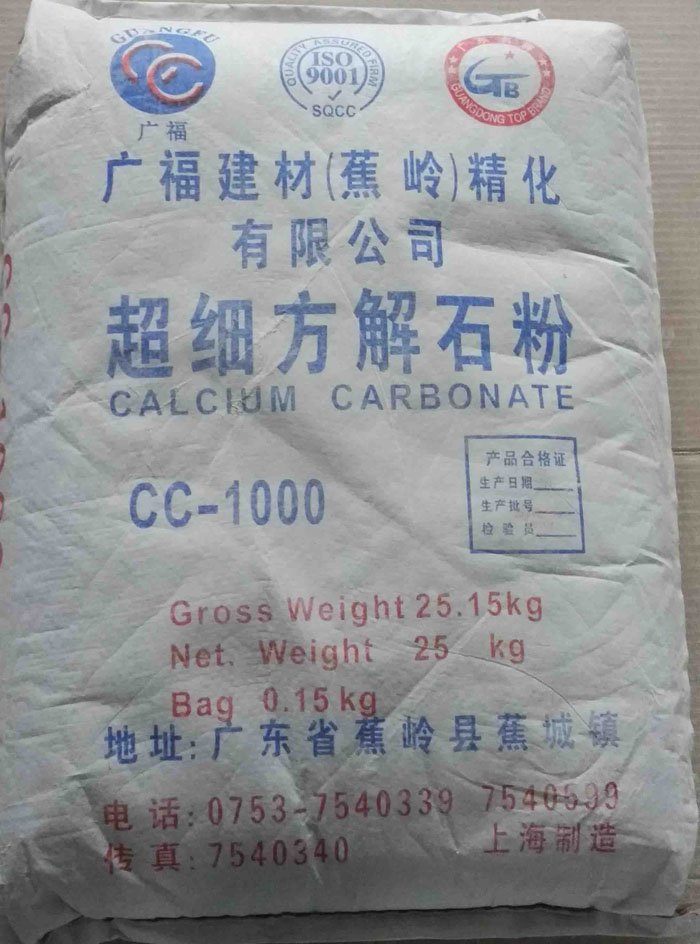 GUANGFU
广福
QUALITY ASSURED FIRM
ISO
9001
SQCC
GTB
GUANGDONG TOP BRAND
广福建材(蕉岭)精化
有限公司
超细方解石粉
CALCIUM CARBONATE
CC-1000
产品合格证
生产日期
生产批号
检验员
Gross Weight 25.15kg
Net. Weight 25 kg
Bag 0.15kg
地址:广东省蕉岭县蕉城镇
电话:0753-7540339 7540599
传真:7540340
上海制造